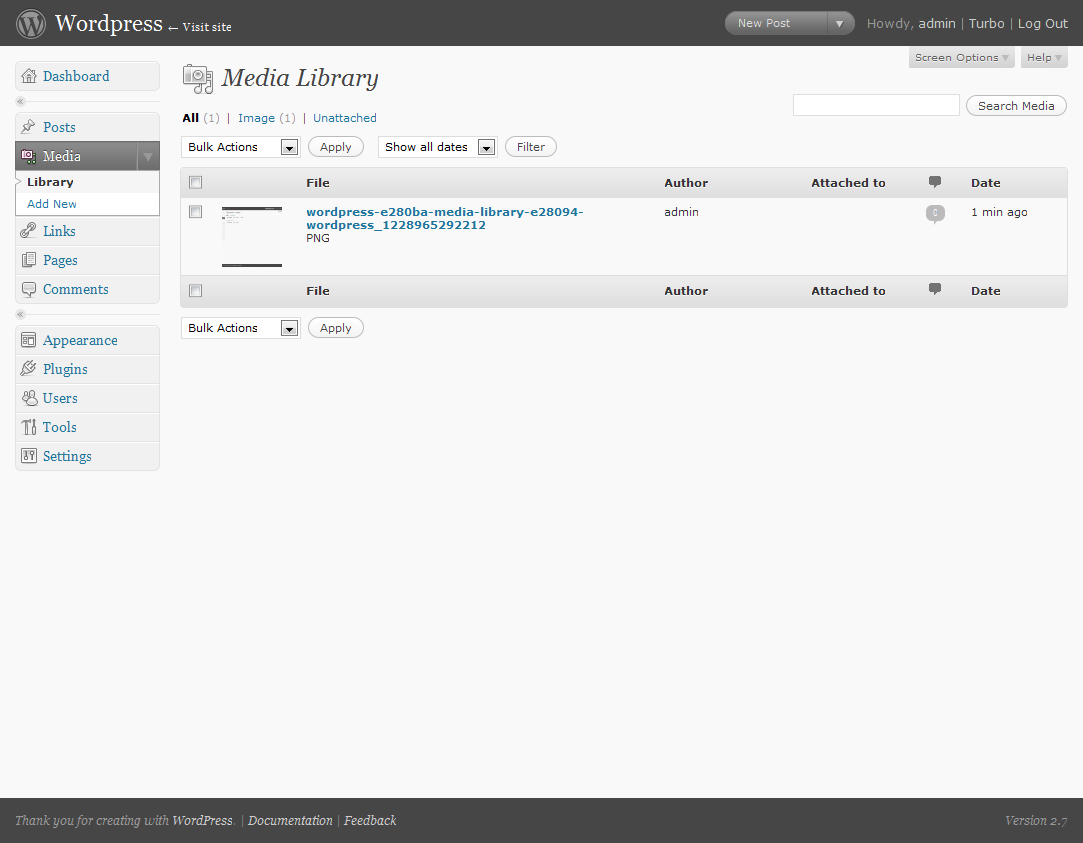 Wordpress ← Visit site
New Post
Howdy, admin | Turbo | Log Out
Screen Options
Help
Dashboard
Posts
Media
Library
Add New
Links
Pages
Comments
Appearance
Plugins
Users
Tools
Settings
Media Library
Search Media
All (1) | Image (1) | Unattached
Bulk Actions Apply Show all dates Filter
File Author Attached to Date
wordpress-e280ba-media-library-e28094- admin 0 1 min ago
wordpress_1228965292212
PNG
File Author Attached to Date
Bulk Actions Apply
Thank you for creating with WordPress. | Documentation | Feedback
Version 2.7